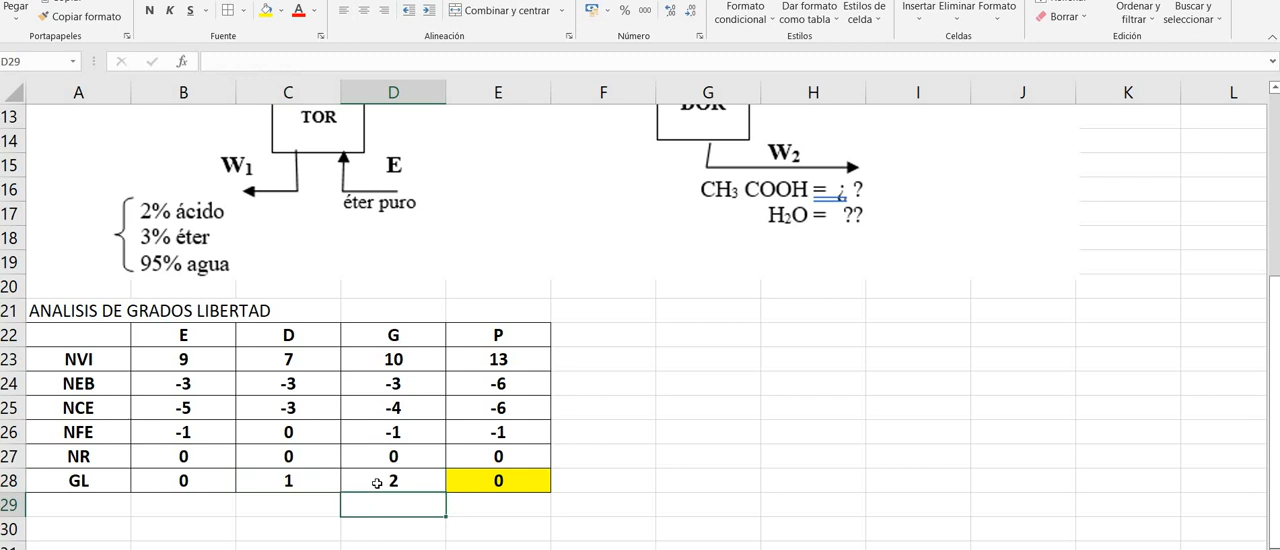 Pegar
Copiar formato
N K S
A
Combinar y centrar
% 000
Formato condicional
Dar formato como tabla
Estilos de celda
Insertar Eliminar Formato
Borrar
Ordenar y filtrar
Buscar y seleccionar
Portapapeles
Fuente
Alineación
Número
Estilos
Celdas
Edición
D29
fx
A B C D E F G H I J K L
13
TOR
14
15
W1
E
W2
16
CH3 COOH = ¿ ?
17
2% ácido
éter puro
H2O = ??
18
3% éter
19
95% agua
20
21 ANALISIS DE GRADOS LIBERTAD
22 E D G P
23 NVI 9 7 10 13
24 NEB -3 -3 -3 -6
25 NCE -5 -3 -4 -6
26 NFE -1 0 -1 -1
27 NR 0 0 0 0
28 GL 0 1 2 0
29
30